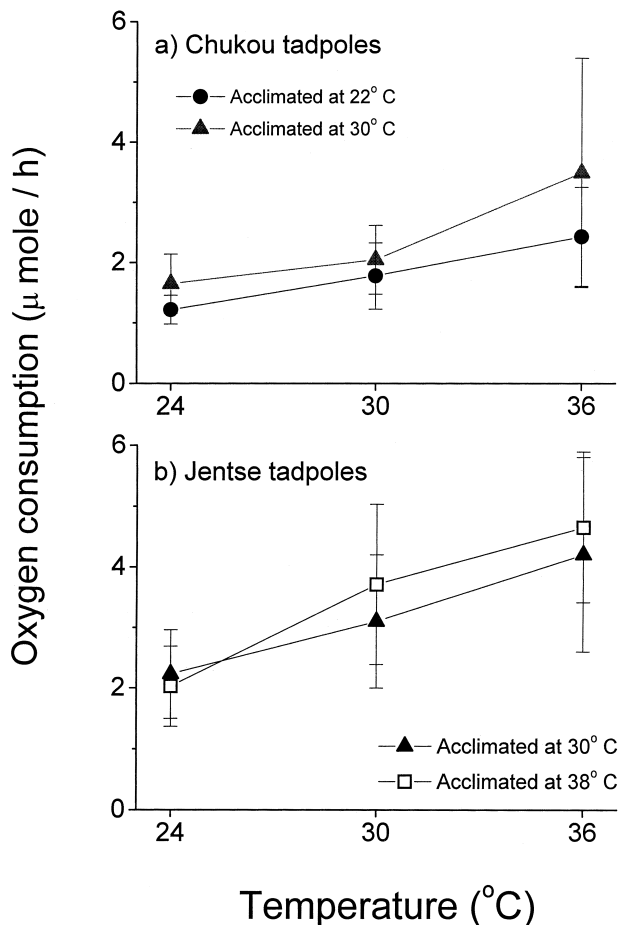 Oxygen consumption (μ mole / h)
6
a) Chukou tadpoles
Acclimated at 22° C
Acclimated at 30° C
4
2
0
24 30 36
6
b) Jentse tadpoles
4
2
Acclimated at 30° C
Acclimated at 38° C
0
24 30 36
Temperature (°C)